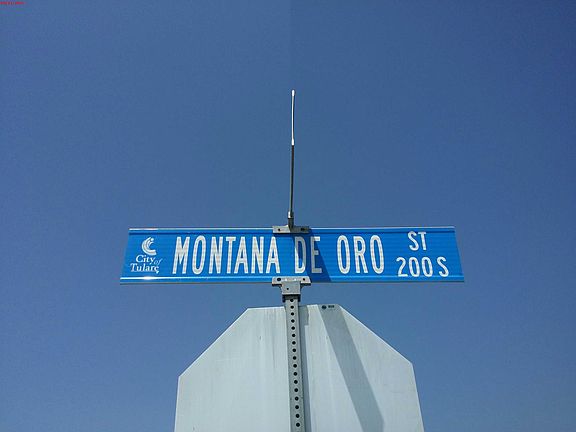 City of
Tulare
MONTANA DE ORO
ST
200 S